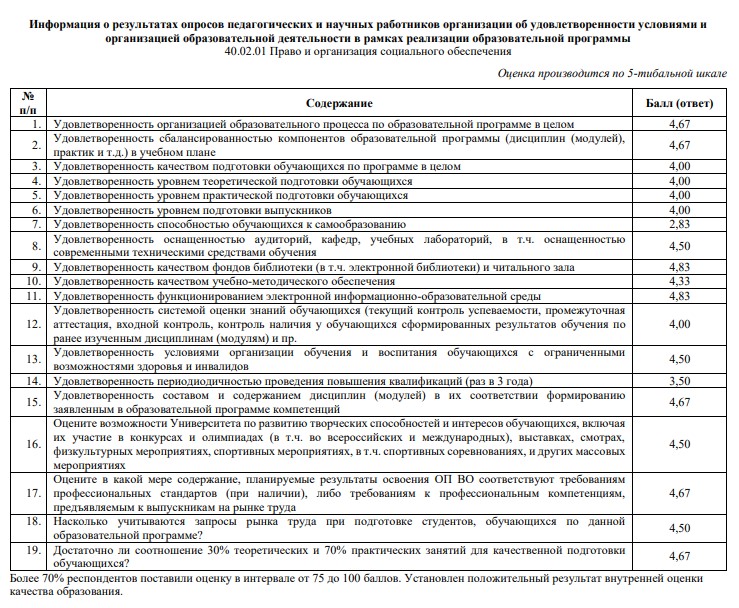 Информация о результатах опросов педагогических и научных работников организации об удовлетворенности условиями и
организацией образовательной деятельности в рамках реализации образовательной программы
40.02.01 Право и организация социального обеспечения
Оценка производится по 5-тибальной шкале
№
п/п
Содержание
Балл (ответ)
1. Удовлетворенность организацией образовательного процесса по образовательной программе в целом 4,67
2. Удовлетворенность сбалансированностью компонентов образовательной программы (дисциплин (модулей),
практик и т.д.) в учебном плане 4,67
3. Удовлетворенность качеством подготовки обучающихся по программе в целом 4,00
4. Удовлетворенность уровнем теоретической подготовки обучающихся 4,00
5. Удовлетворенность уровнем практической подготовки обучающихся 4,00
6. Удовлетворенность уровнем подготовки выпускников 4,00
7. Удовлетворенность способностью обучающихся к самообразованию 2,83
8. Удовлетворенность оснащенностью аудиторий, кафедр, учебных лабораторий, в т.ч. оснащенностью
современными техническими средствами обучения 4,50
9. Удовлетворенность качеством фондов библиотеки (в т.ч. электронной библиотеки) и читального зала 4,83
10. Удовлетворенность качеством учебно-методического обеспечения 4,33
11. Удовлетворенность функционированием электронной информационно-образовательной среды 4,83
12. Удовлетворенность системой оценки знаний обучающихся (текущий контроль успеваемости, промежуточная
аттестация, входной контроль, контроль наличия у обучающихся сформированных результатов обучения по
ранее изученным дисциплинам (модулям) и пр. 4,00
13. Удовлетворенность условиями организации обучения и воспитания обучающихся с ограниченными
возможностями здоровья и инвалидов 4,50
14. Удовлетворенность периодиодичностью проведения повышения квалификаций (раз в 3 года) 3,50
15. Удовлетворенность составом и содержанием дисциплин (модулей) в их соответствии формированию
заявленным в образовательной программе компетенций 4,67
16. Оцените возможности Университета по развитию творческих способностей и интересов обучающихся, включая
их участие в конкурсах и олимпиадах (в т.ч. во всероссийских и международных), выставках, смотрах,
физкультурных мероприятиях, спортивных мероприятиях, в т.ч. спортивных соревнованиях, и других массовых
мероприятиях 4,50
17. Оцените в какой мере содержание, планируемые результаты освоения ОП ВО соответствуют требованиям
профессиональных стандартов (при наличии), либо требованиям к профессиональным компетенциям,
предъявляемым к выпускникам на рынке труда 4,67
18. Насколько учитываются запросы рынка труда при подготовке студентов, обучающихся по данной
образовательной программе? 4,50
19. Достаточно ли соотношение 30% теоретических и 70% практических занятий для качественной подготовки
обучающихся? 4,67
Более 70% респондентов поставили оценку в интервале от 75 до 100 баллов. Установлен положительный результат внутренней оценки
качества образования.